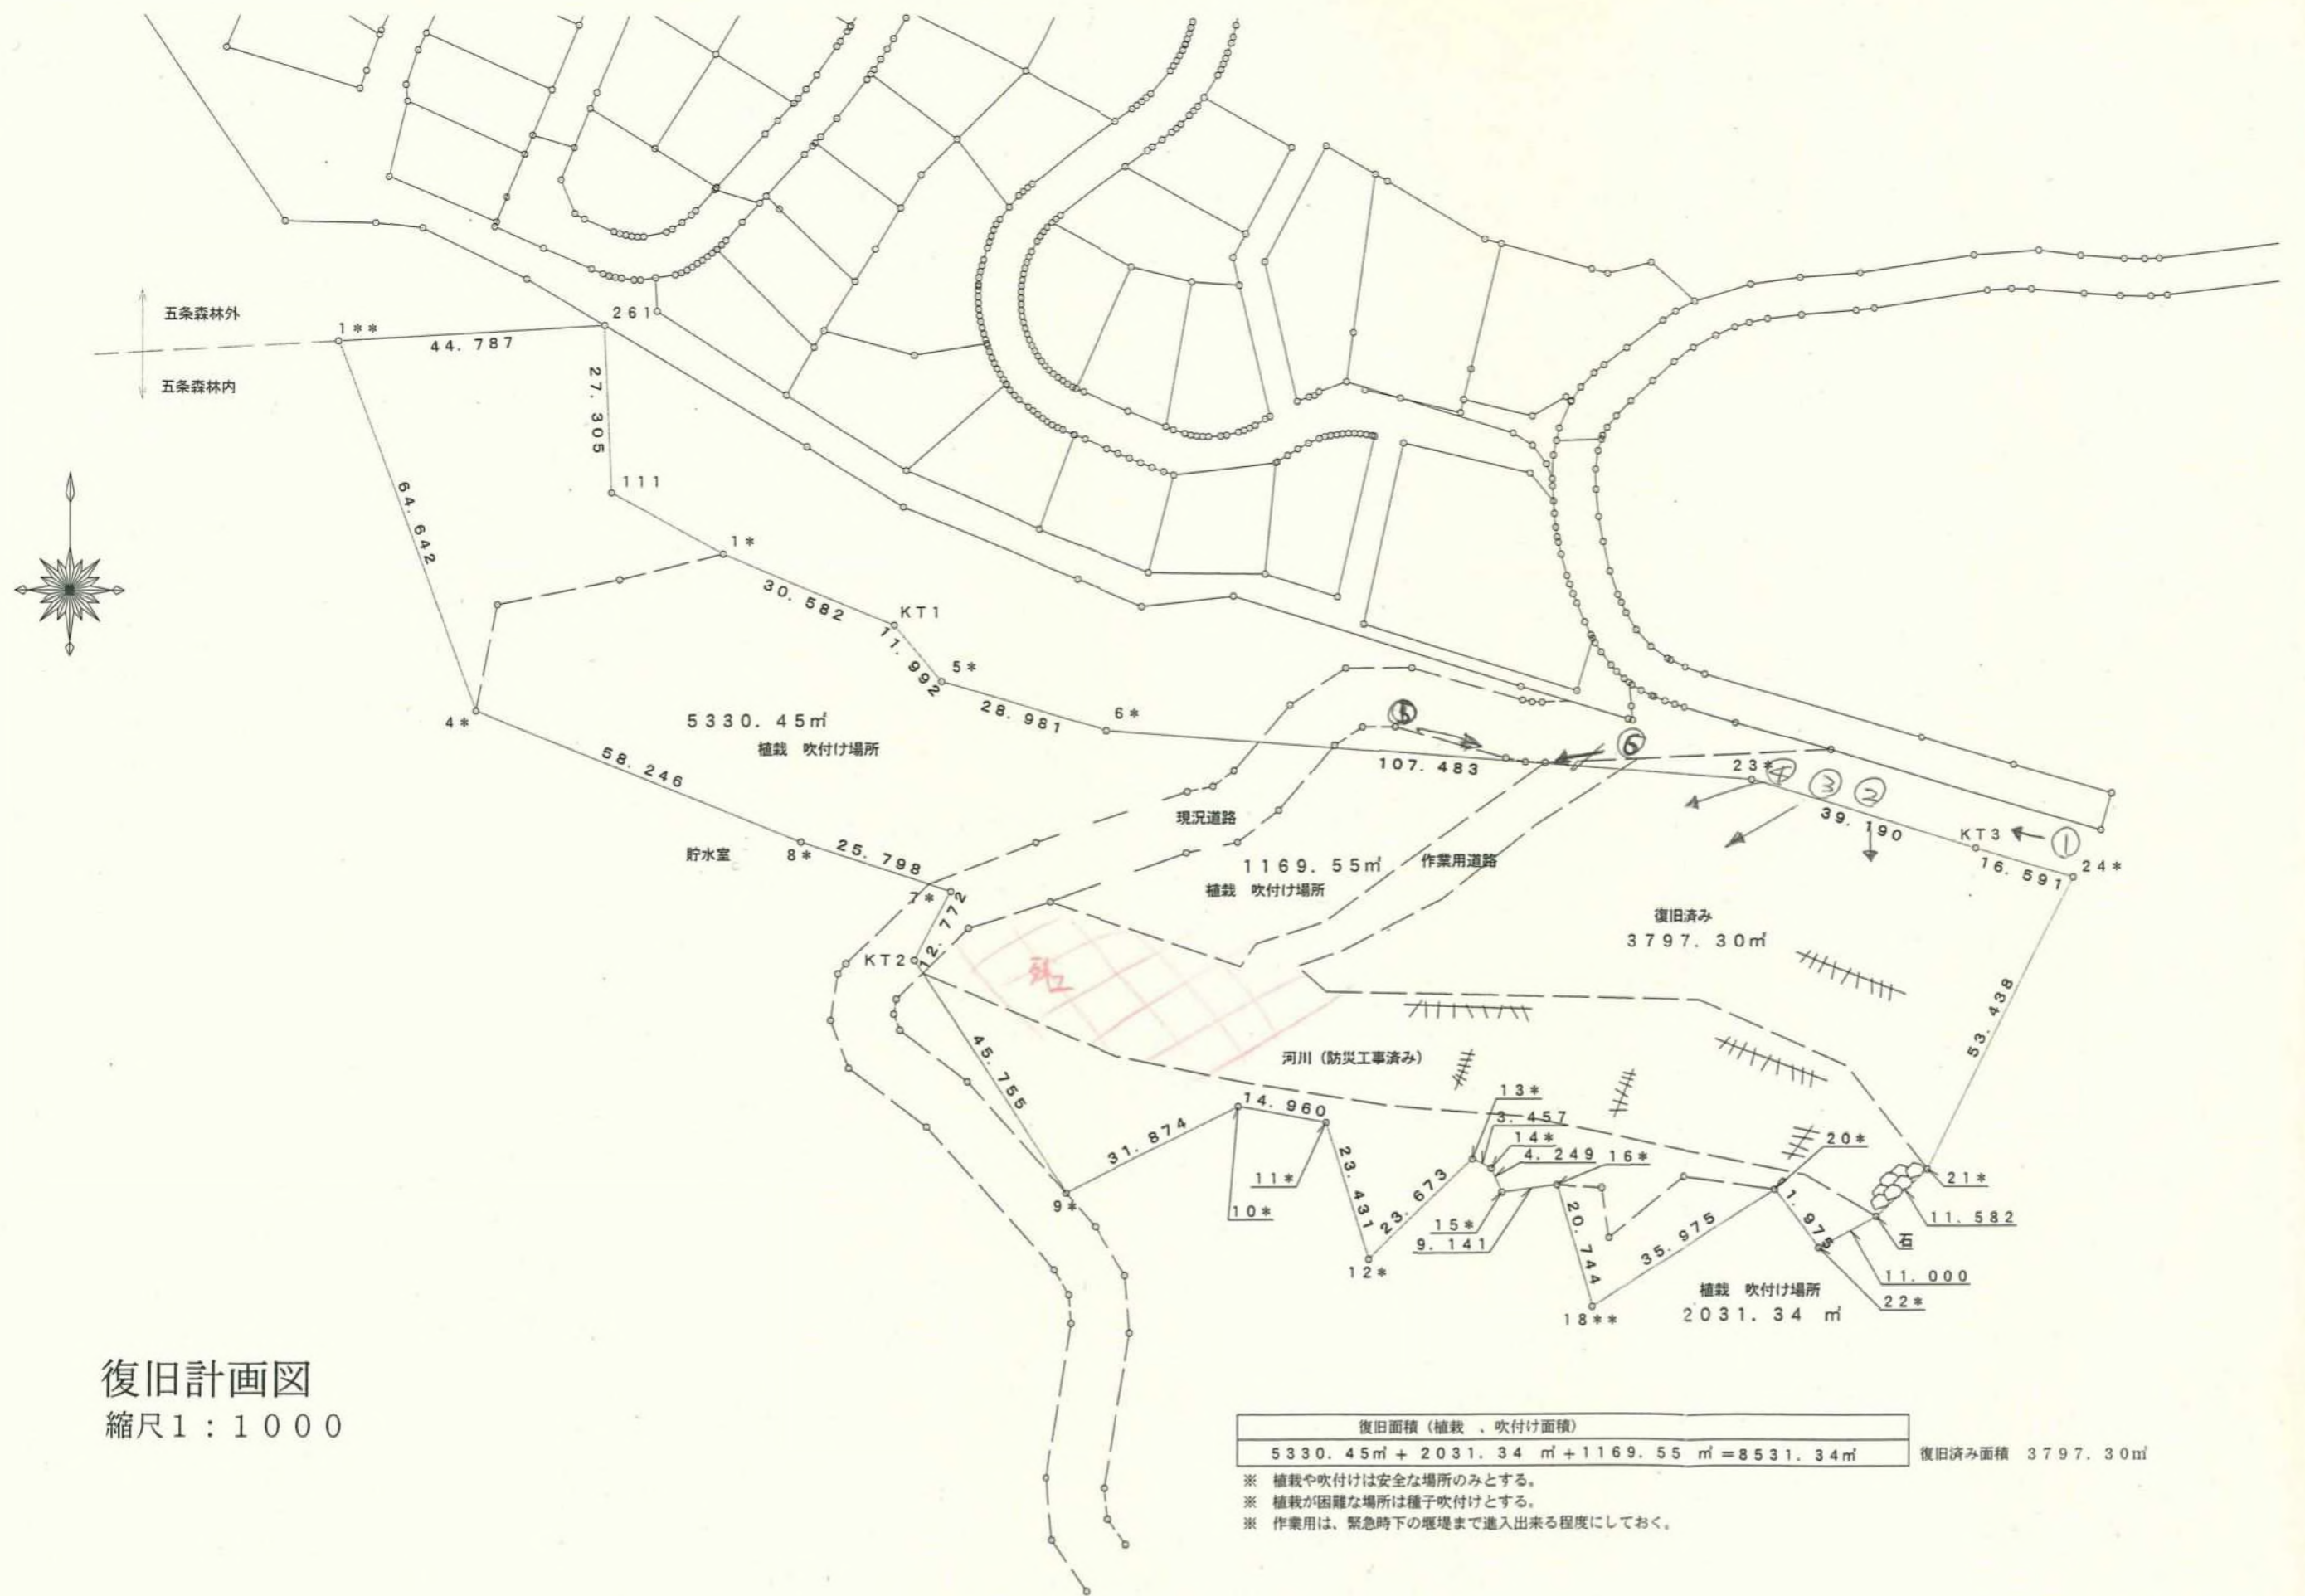 五条森林外
五条森林内
1**
44. 787
261
27. 305
111
64. 642
1*
30. 582
KT1
11. 992
5*
28. 981
6*
4*
5330. 45㎡
植栽 吹付け場所
58. 246
貯水室
8*
25. 798
7*
12. 772
KT2
現況道路
107. 483
⑤
⑥
23*
④
③
②
①
39. 190
KT3
16. 591
24*
1169. 55㎡
植栽 吹付け場所
作業用道路
復旧済み
3797. 30㎡
53. 438
河川（防災工事済み）
45. 755
9*
31. 874
14. 960
10*
11*
23. 431
12*
23. 673
13*
3. 457
14*
4. 249
16*
15*
9. 141
20. 744
18**
35. 975
20*
21*
11. 582
石
11. 000
22*
植栽 吹付け場所
2031. 34 ㎡
復旧計画図
縮尺1：1000
復旧面積（植栽 、吹付け面積）
5330. 45㎡ + 2031. 34 ㎡ +1169. 55 ㎡ =8531. 34㎡
復旧済み面積 3797. 30㎡
※ 植栽や吹付けは安全な場所のみとする。
※ 植栽が困難な場所は種子吹付けとする。
※ 作業用は、緊急時下の堰堤まで進入出来る程度にしておく。